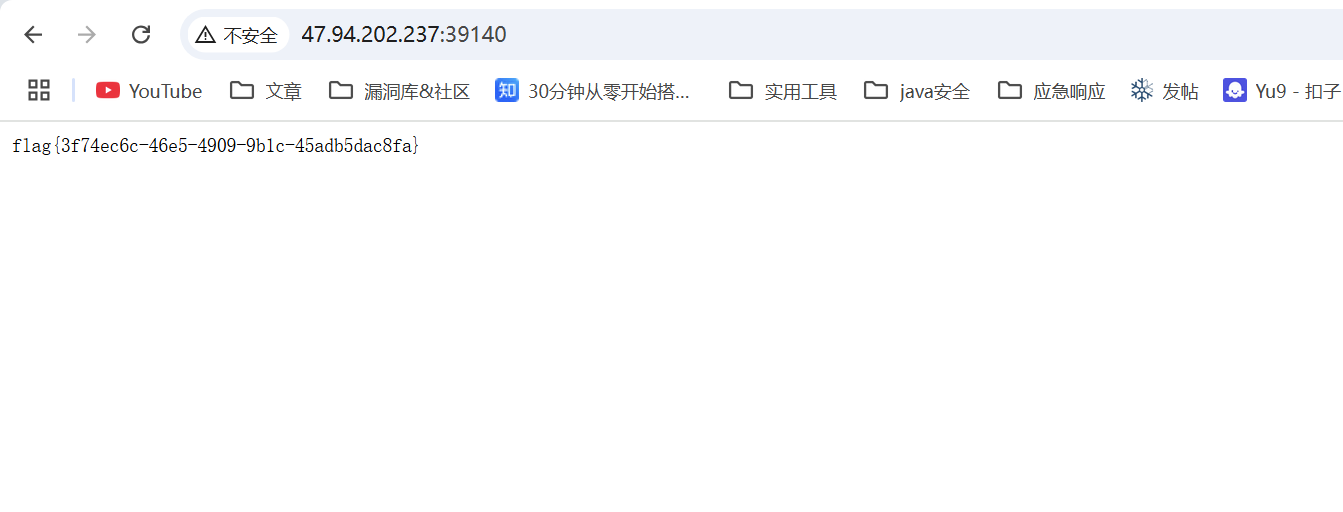 不安全 47.94.202.237:39140
YouTube 文章 漏洞库&社区 知 30分钟从零开始搭... 实用工具 java安全 应急响应 发帖 Yu9 - 扣子
flag{3f74ec6c-46e5-4909-9b1c-45adb5dac8fa}